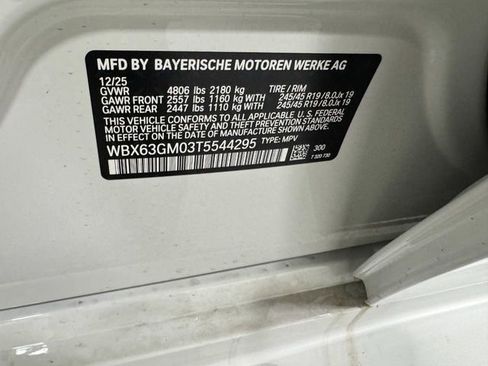 MFD BY BAYERISCHE MOTOREN WERKE AG
12/25
GVWR 4806 lbs 2180 kg TIRE / RIM
GAWR FRONT 2557 lbs 1160 kg 245/45 R19 / 8.0Jx 19
GAWR REAR 2447 lbs 1110 kg 245/45 R19 / 8.0Jx 19
THIS VEHICLE CONFORMS TO ALL APPLICABLE U. S. FEDERAL
MOTOR VEHICLE SAFETY, BUMPER, AND THEFT PREVENTION STANDARDS
IN EFFECT ON THE DATE OF MANUFACTURE SHOWN ABOVE.
WBX63GM03T5544295 TYPE: MPV
300
T 320 730